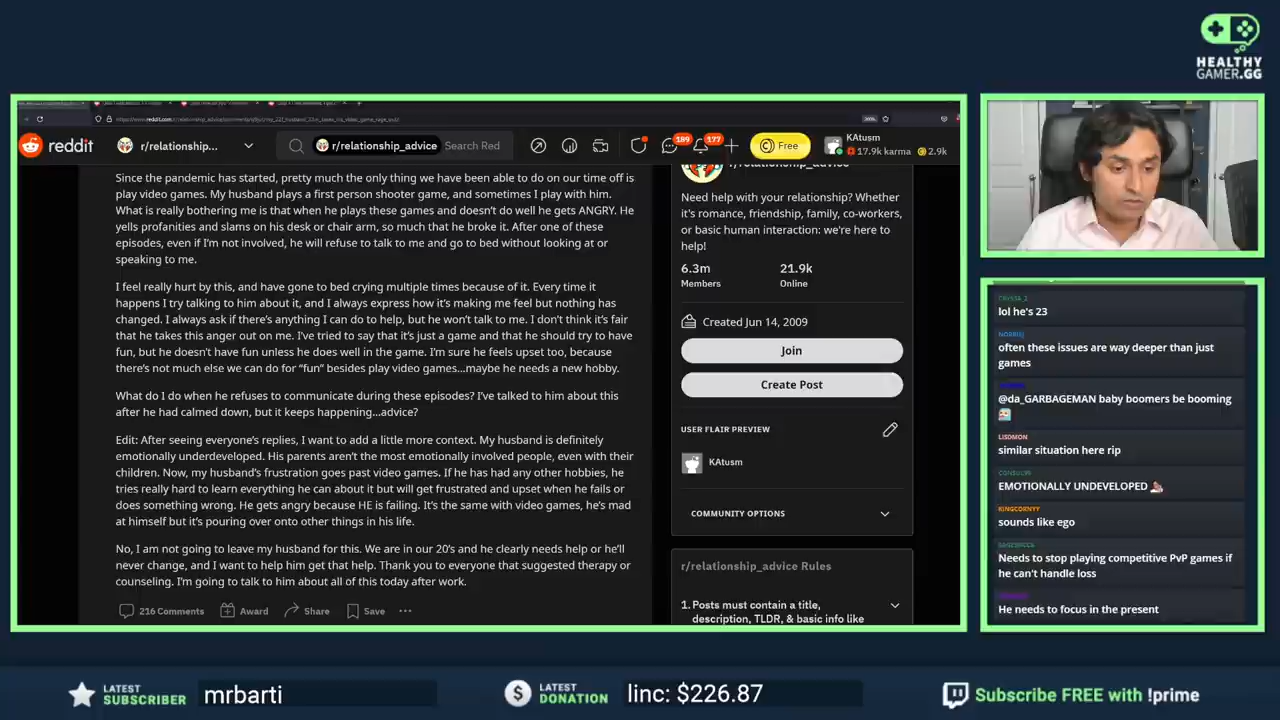 HEALTHY
GAMER.GG
reddit
r/relationship...
r/relationship_advice
Search Red
189
177
Free
KAtusm
17.9k karma
2.9k
Since the pandemic has started, pretty much the only thing we have been able to do on our time off is
play video games. My husband plays a first person shooter game, and sometimes I play with him.
What is really bothering me is that when he plays these games and doesn't do well he gets ANGRY. He
yells profanities and slams on his desk or chair arm, so much that he broke it. After one of these
episodes, even if I'm not involved, he will refuse to talk to me and go to bed without looking at or
speaking to me.
I feel really hurt by this, and have gone to bed crying multiple times because of it. Every time it
happens I try talking to him about it, and I always express how it's making me feel but nothing has
changed. I always ask if there's anything I can do to help, but he won't talk to me. I don't think it's fair
that he takes this anger out on me. I've tried to say that it's just a game and that he should try to have
fun, but he doesn't have fun unless he does well in the game. I'm sure he feels upset too, because
there's not much else we can do for “fun” besides play video games...maybe he needs a new hobby.
What do I do when he refuses to communicate during these episodes? I've talked to him about this
after he had calmed down, but it keeps happening...advice?
Edit: After seeing everyone's replies, I want to add a little more context. My husband is definitely
emotionally underdeveloped. His parents aren't the most emotionally involved people, even with their
children. Now, my husband's frustration goes past video games. If he has had any other hobbies, he
tries really hard to learn everything he can about it but will get frustrated and upset when he fails or
does something wrong. He gets angry because HE is failing. It's the same with video games, he's mad
at himself but it's pouring over onto other things in his life.
No, I am not going to leave my husband for this. We are in our 20's and he clearly needs help or he'll
never change, and I want to help him get that help. Thank you to everyone that suggested therapy or
counseling. I'm going to talk to him about all of this today after work.
216 Comments
Award
Share
Save
r/relationship_advice
Need help with your relationship? Whether
it's romance, friendship, family, co-workers,
or basic human interaction: we're here to
help!
6.3m
21.9k
Members
Online
Created Jun 14, 2009
Join
Create Post
USER FLAIR PREVIEW
KAtusm
COMMUNITY OPTIONS
r/relationship_advice Rules
1. Posts must contain a title,
description, TLDR, & basic info like
lol he's 23
often these issues are way deeper than just
games
@da_GARBAGEMAN baby boomers be booming
LISDMON
similar situation here rip
EMOTIONALLY UNDEVELOPED
KINGCORNYY
sounds like ego
Needs to stop playing competitive PvP games if
he can't handle loss
He needs to focus in the present
LATEST
SUBSCRIBER
mrbarti
LATEST
DONATION
linc: $226.87
Subscribe FREE with !prime